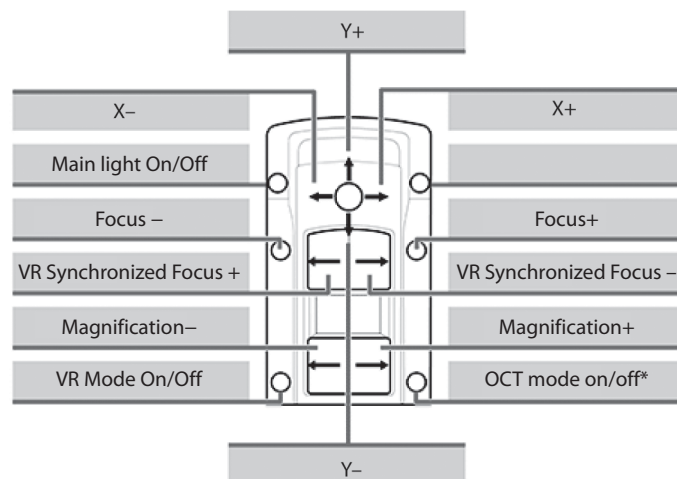 Y+
X–
X+
Main light On/Off
Focus –
Focus+
VR Synchronized Focus +
VR Synchronized Focus –
Magnification–
Magnification+
VR Mode On/Off
OCT mode on/off*
Y–